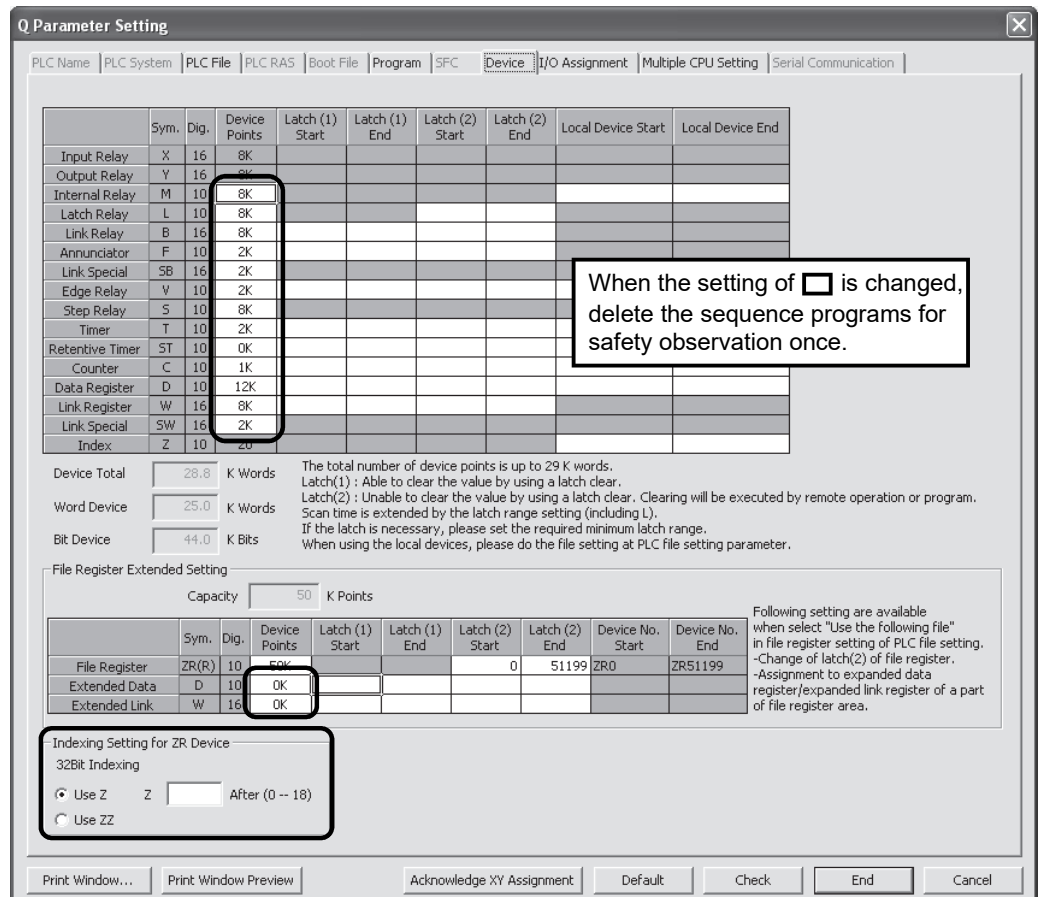 Q Parameter Setting
PLC Name PLC System PLC File PLC RAS Boot File Program SFC Device I/O Assignment Multiple CPU Setting Serial Communication
Sym. Dig. Device Points Latch (1) Start Latch (1) End Latch (2) Start Latch (2) End Local Device Start Local Device End
Input Relay X 16 8K
Output Relay Y 16 8K
Internal Relay M 10 8K
Latch Relay L 10 8K
Link Relay B 16 8K
Annunciator F 10 2K
Link Special SB 16 2K
Edge Relay V 10 2K
Step Relay S 10 8K
Timer T 10 2K
Retentive Timer ST 10 0K
Counter C 10 1K
Data Register D 10 12K
Link Register W 16 8K
Link Special SW 16 2K
Index Z 10 20
When the setting of is changed,
delete the sequence programs for
safety observation once.
Device Total 28.8 K Words
Word Device 25.0 K Words
Bit Device 44.0 K Bits
The total number of device points is up to 29 K words.
Latch(1) : Able to clear the value by using a latch clear.
Latch(2) : Unable to clear the value by using a latch clear. Clearing will be executed by remote operation or program.
Scan time is extended by the latch range setting (including L).
If the latch is necessary, please set the required minimum latch range.
When using the local devices, please do the file setting at PLC file setting parameter.
File Register Extended Setting
Capacity 50 K Points
Sym. Dig. Device Points Latch (1) Start Latch (1) End Latch (2) Start Latch (2) End Device No. Start Device No. End
File Register ZR(R) 10 50K 0 51199 ZR0 ZR51199
Extended Data D 10 0K
Extended Link W 16 0K
Following setting are available
when select "Use the following file"
in file register setting of PLC file setting.
-Change of latch(2) of file register.
-Assignment to expanded data
register/expanded link register of a part
of file register area.
Indexing Setting for ZR Device
32Bit Indexing
Use Z Z After (0 -- 18)
Use ZZ
Print Window... Print Window Preview Acknowledge XY Assignment Default Check End Cancel